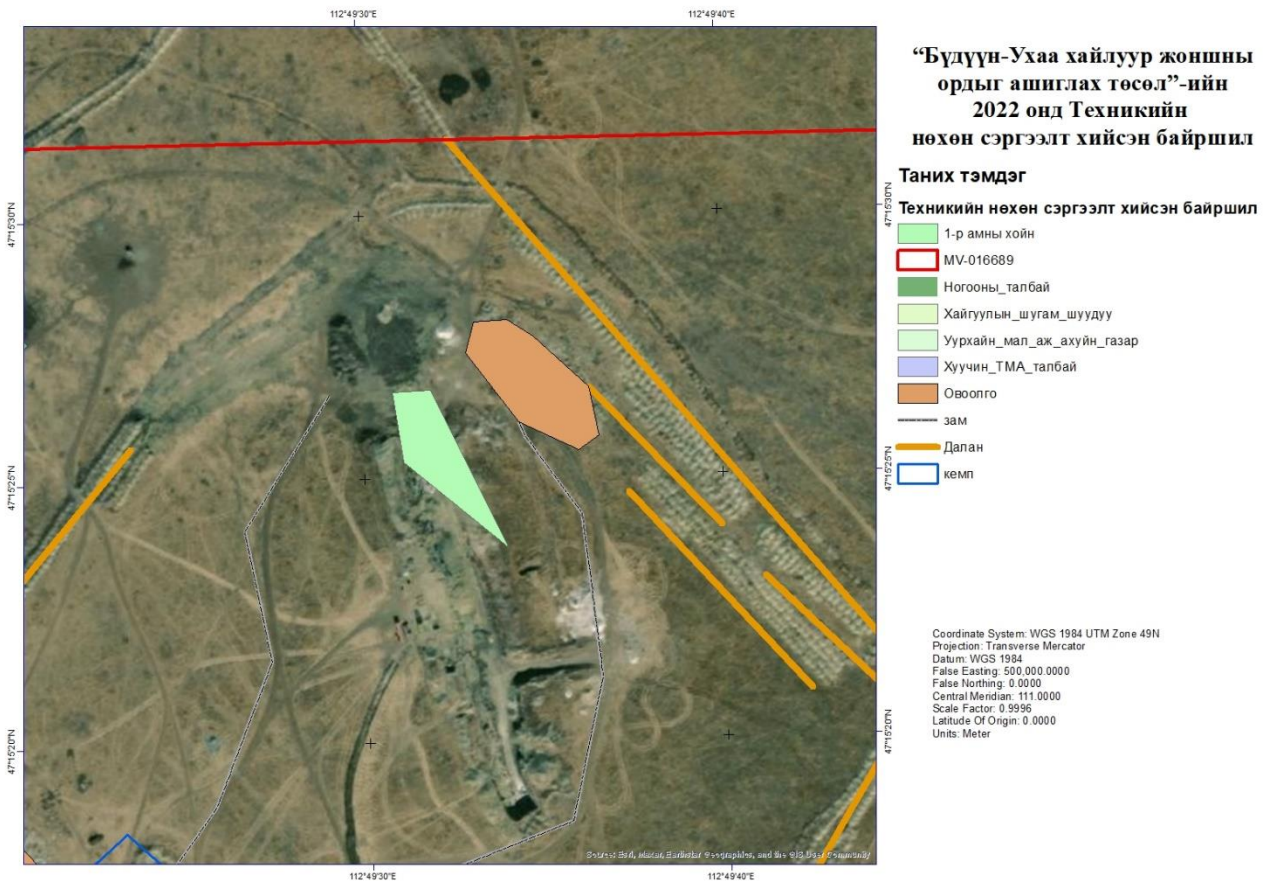 112°49'30"E
112°49'40"E
47°15'30"N
47°15'25"N
47°15'20"N
47°15'30"N
47°15'25"N
47°15'20"N
112°49'30"E
112°49'40"E
Source: Esri, Maxar, Earthstar Geographics, and the GIS User Community
“Бүдүүн-Ухаа хайлуур жоншны
ордыг ашиглах төсөл”-ийн
2022 онд Техникийн
нөхөн сэргээлт хийсэн байршил
Таних тэмдэг
Техникийн нөхөн сэргээлт хийсэн байршил
1-р амны хойн
MV-016689
Ногооны_талбай
Хайгуулын_шугам_шуудуу
Уурхайн_мал_аж_ахуйн_газар
Хуучин_ТМА_талбай
Овоолго
зам
Далан
кемп
Coordinate System: WGS 1984 UTM Zone 49N
Projection: Transverse Mercator
Datum: WGS 1984
False Easting: 500,000.0000
False Northing: 0.0000
Central Meridian: 111.0000
Scale Factor: 0.9996
Latitude Of Origin: 0.0000
Units: Meter